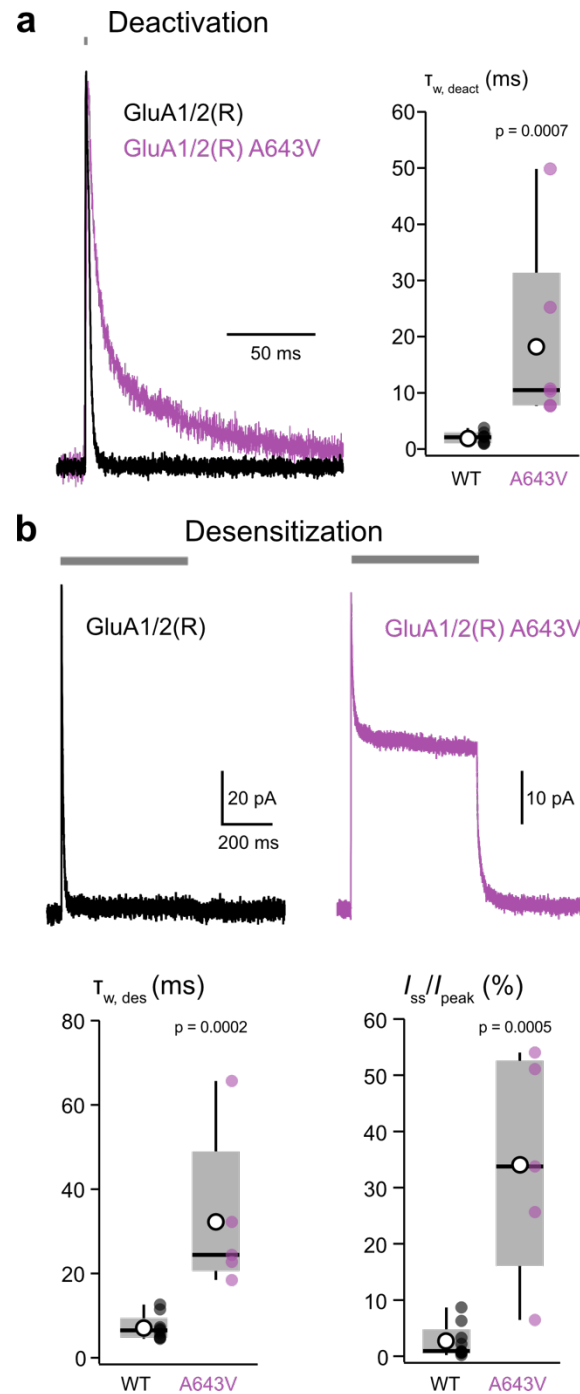 a Deactivation
GluA1/2(R)
GluA1/2(R) A643V
50 ms
τw, deact (ms)
p = 0.0007
60
50
40
30
20
10
0
WT A643V
b Desensitization
GluA1/2(R)
GluA1/2(R) A643V
20 pA
200 ms
10 pA
τw, des (ms)
p = 0.0002
80
60
40
20
0
WT A643V
Iss//Ipeak (%)
p = 0.0005
60
50
40
30
20
10
0
WT A643V